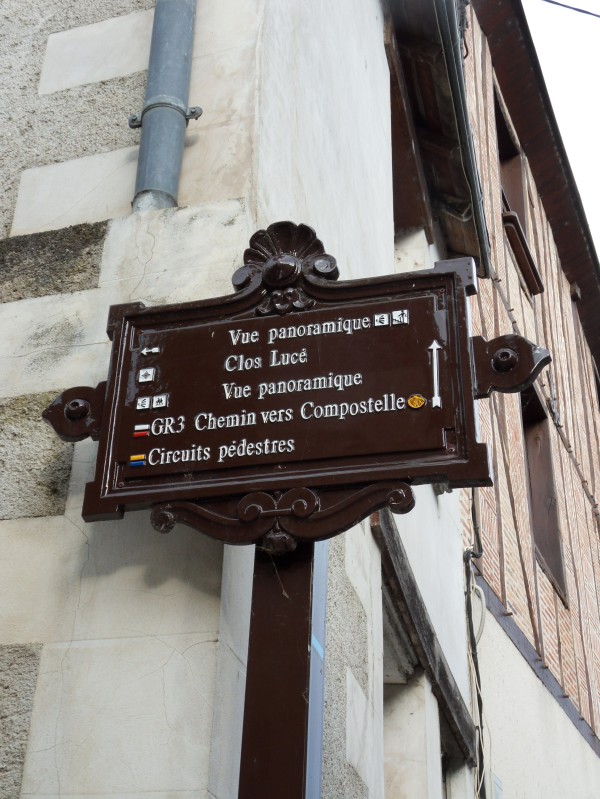 Vue panoramique
Clos Lucé
Vue panoramique
GR3 Chemin vers Compostelle
Circuits pédestres